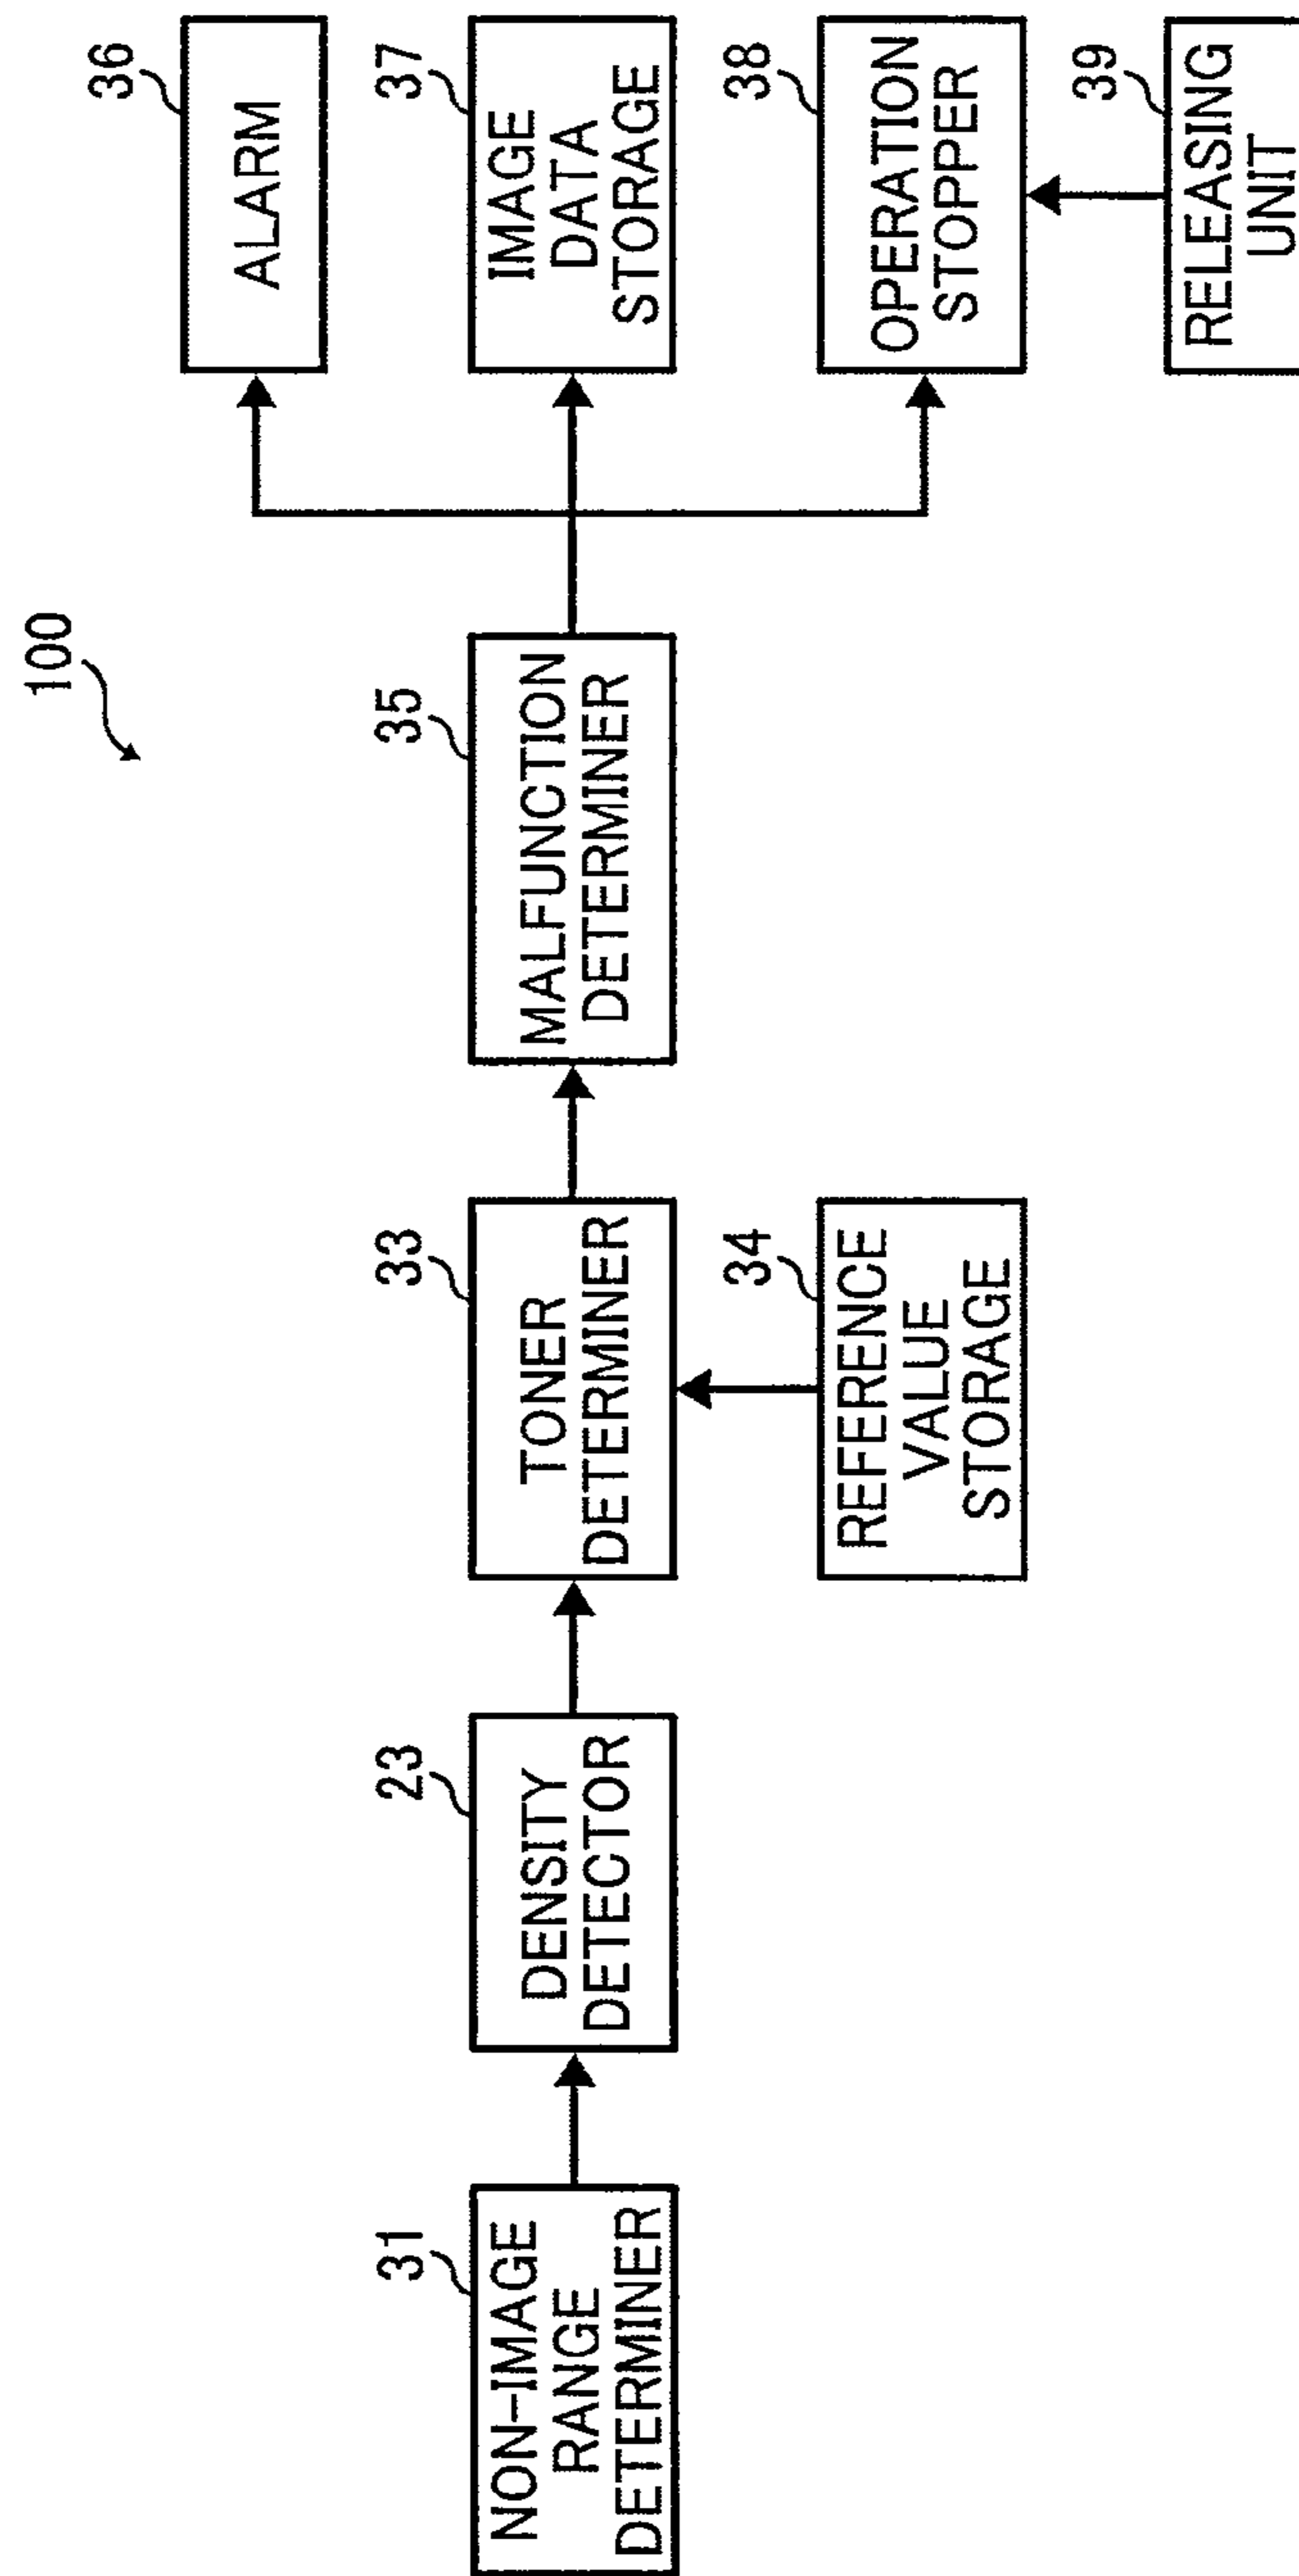 100
31
NON-IMAGE
RANGE
DETERMINER
23
DENSITY
DETECTOR
33
TONER
DETERMINER
34
REFERENCE
VALUE
STORAGE
35
MALFUNCTION
DETERMINER
36
ALARM
37
IMAGE
DATA
STORAGE
38
OPERATION
STOPPER
39
RELEASING
UNIT